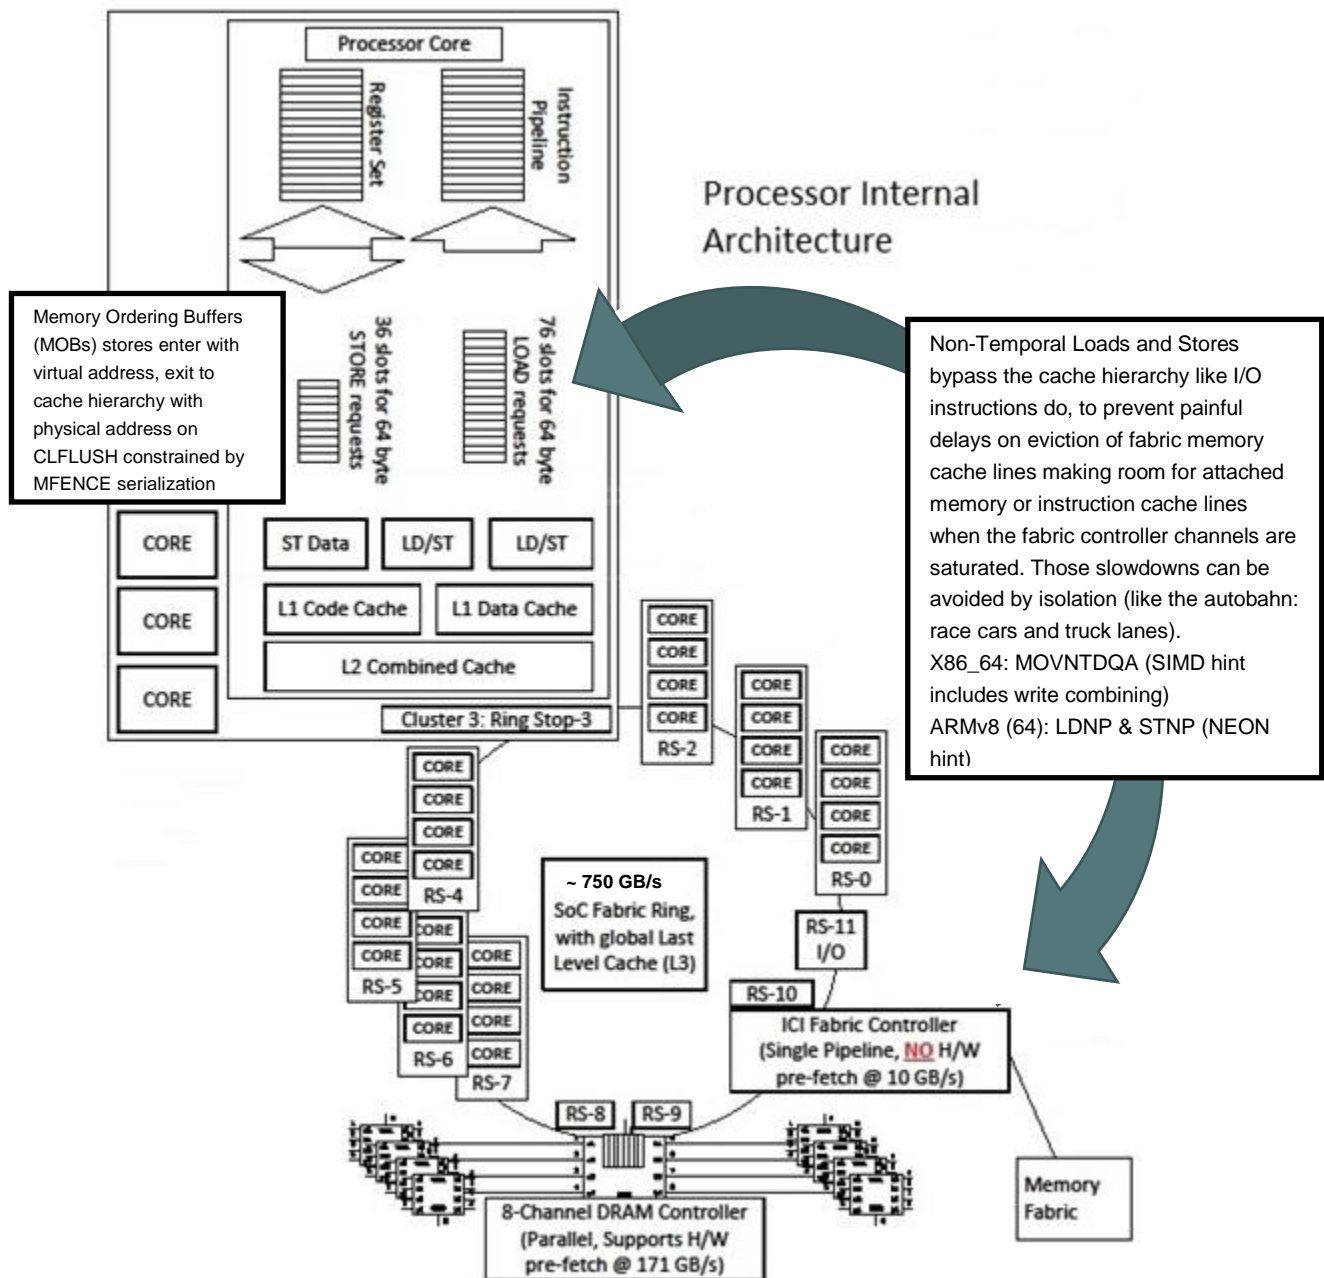 Processor Core
Register Set
Instruction
Pipeline
Processor Internal
Architecture
Memory Ordering Buffers
(MOBs) stores enter with
virtual address, exit to
cache hierarchy with
physical address on
CLFLUSH constrained by
MFENCE serialization
36 slots for 64 byte
STORE requests
76 slots for 64 byte
LOAD requests
Non-Temporal Loads and Stores
bypass the cache hierarchy like I/O
instructions do, to prevent painful
delays on eviction of fabric memory
cache lines making room for attached
memory or instruction cache lines
when the fabric controller channels are
saturated. Those slowdowns can be
avoided by isolation (like the autobahn:
race cars and truck lanes).
X86_64: MOVNTDQA (SIMD hint
includes write combining)
ARMv8 (64): LDNP & STNP (NEON
hint)
CORE
CORE
CORE
ST Data
LD/ST
LD/ST
L1 Code Cache
L1 Data Cache
L2 Combined Cache
Cluster 3: Ring Stop-3
CORE
CORE
CORE
CORE
RS-2
CORE
CORE
CORE
CORE
RS-1
CORE
CORE
CORE
CORE
RS-0
CORE
CORE
CORE
CORE
RS-4
CORE
CORE
CORE
CORE
RS-5
CORE
CORE
CORE
CORE
RS-6
CORE
CORE
CORE
CORE
RS-7
~ 750 GB/s
SoC Fabric Ring,
with global Last
Level Cache (L3)
RS-11
I/O
RS-10
ICI Fabric Controller
(Single Pipeline, NO H/W
pre-fetch @ 10 GB/s)
RS-8
RS-9
8-Channel DRAM Controller
(Parallel, Supports H/W
pre-fetch @ 171 GB/s)
Memory
Fabric